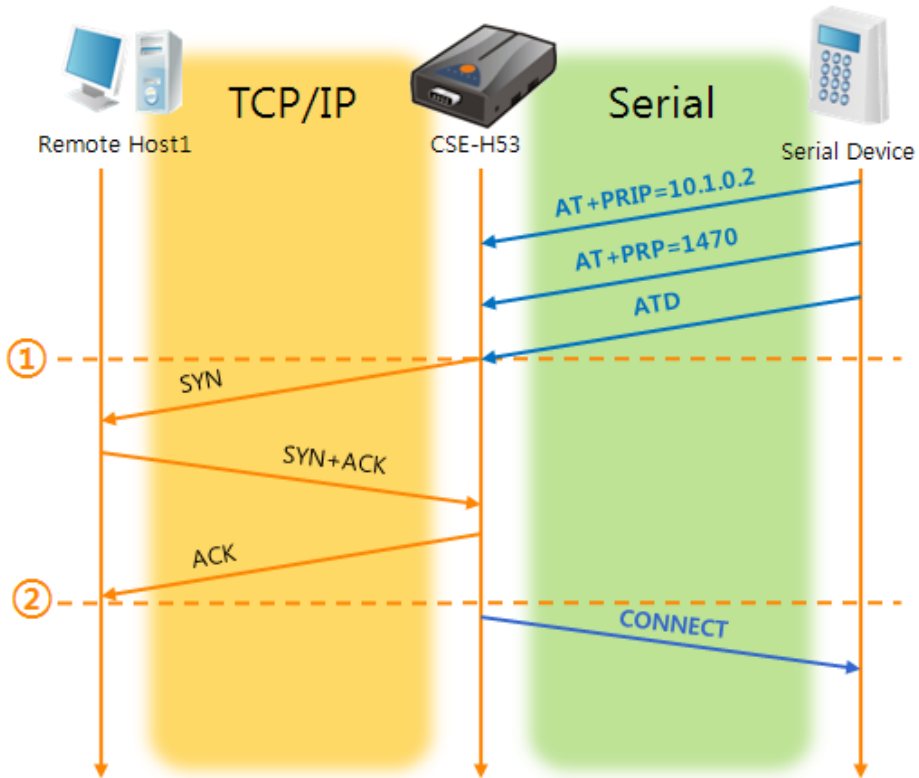 TCP/IP
Serial
Remote Host1
CSE-H53
Serial Device
AT+PRIP=10.1.0.2
AT+PRP=1470
ATD
①
SYN
SYN+ACK
ACK
②
CONNECT